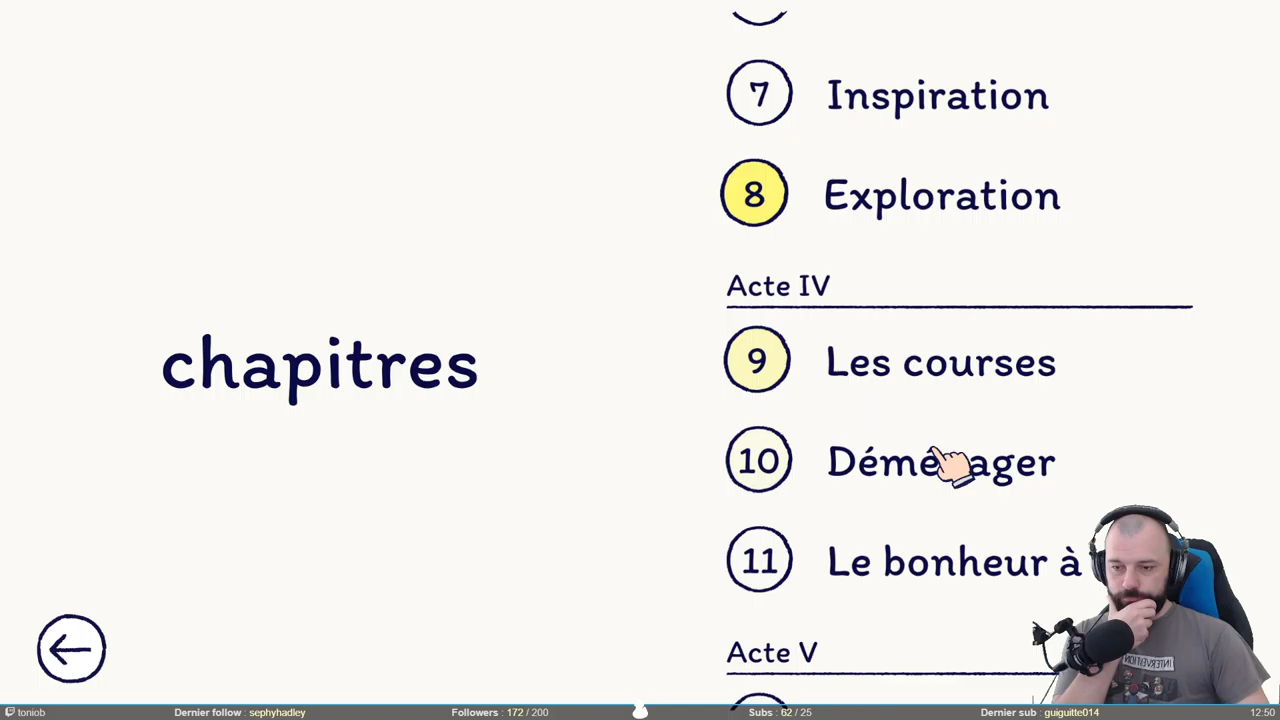 7 Inspiration
8 Exploration
Acte IV
9 Les courses
chapitres
10
11 Le bonheur à
Acte V
INTERVENTION
toniob Dernier follow : sephyhadley Followers : 172 / 200 Subs : 62 / 25 Dernier sub : guiguitte014 12:50